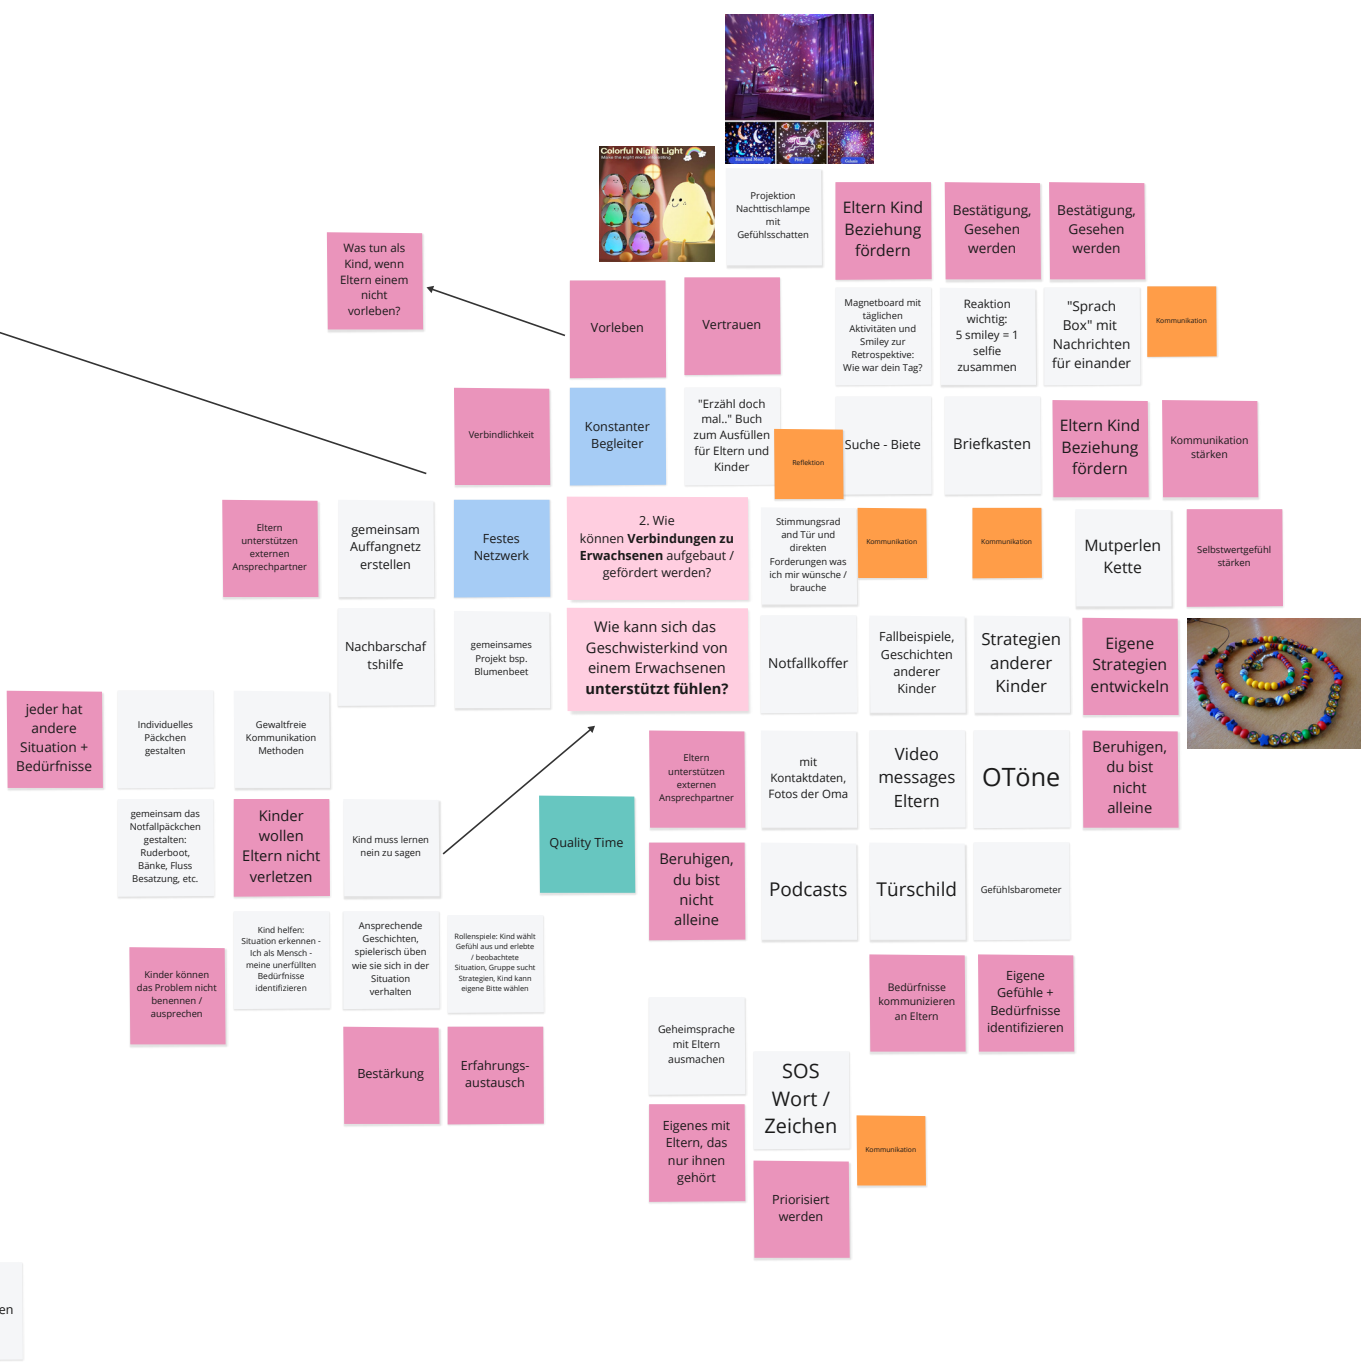 Colorful Night Light
Projektion
Nachttischlampe
mit
Gefühlsschatten
Eltern Kind
Beziehung
fördern
Bestätigung,
Gesehen
werden
Bestätigung,
Gesehen
werden
Was tun als
Kind, wenn
Eltern einem
nicht
vorleben?
Vorleben
Vertrauen
Magnetboard mit
täglichen
Aktivitäten und
Smiley zur
Retrospektive:
Wie war dein Tag?
Reaktion
wichtig:
5 smiley = 1
selfie
zusammen
"Sprach
Box" mit
Nachrichten
für einander
Kommunikation
Verbindlichkeit
Konstanter
Begleiter
"Erzähl doch
mal.." Buch
zum Ausfüllen
für Eltern und
Kinder
Reflektion
Suche - Biete
Briefkasten
Eltern Kind
Beziehung
fördern
Kommunikation
stärken
Eltern
unterstützen
externen
Ansprechpartner
gemeinsam
Auffangnetz
erstellen
Festes
Netzwerk
2. Wie
können Verbindungen zu
Erwachsenen aufgebaut /
gefördert werden?
Stimmungsrad
and Tür und
direkten
Forderungen was
ich mir wünsche /
brauche
Kommunikation
Kommunikation
Mutperlen
Kette
Selbstwertgefühl
stärken
Nachbarschaf
tshilfe
gemeinsames
Projekt bsp.
Blumenbeet
Wie kann sich das
Geschwisterkind von
einem Erwachsenen
unterstützt fühlen?
Notfallkoffer
Fallbeispiele,
Geschichten
anderer
Kinder
Strategien
anderer
Kinder
Eigene
Strategien
entwickeln
jeder hat
andere
Situation +
Bedürfnisse
Individuelles
Päckchen
gestalten
Gewaltfreie
Kommunikation
Methoden
Eltern
unterstützen
externen
Ansprechpartner
mit
Kontaktdaten,
Fotos der Oma
Video
messages
Eltern
OTöne
Beruhigen,
du bist
nicht
alleine
gemeinsam das
Notfallpäckchen
gestalten:
Ruderboot,
Bänke, Fluss
Besatzung, etc.
Kinder
wollen
Eltern nicht
verletzen
Kind muss lernen
nein zu sagen
Quality Time
Beruhigen,
du bist
nicht
alleine
Podcasts
Türschild
Gefühlsbarometer
Kinder können
das Problem nicht
benennen /
ausprechen
Kind helfen:
Situation erkennen -
Ich als Mensch -
meine unerfüllten
Bedürfnisse
identifizieren
Ansprechende
Geschichten,
spielerisch üben
wie sie sich in der
Situation
verhalten
Rollenspiele: Kind wählt
Gefühl aus und erlebte
/ beobachtete
Situation, Gruppe sucht
Strategien, Kind kann
eigene Bitte wählen
Bedürfnisse
kommunizieren
an Eltern
Eigene
Gefühle +
Bedürfnisse
identifizieren
Bestärkung
Erfahrungs-
austausch
Geheimsprache
mit Eltern
ausmachen
SOS
Wort /
Zeichen
Eigenes mit
Eltern, das
nur ihnen
gehört
Kommunikation
Priorisiert
werden
en